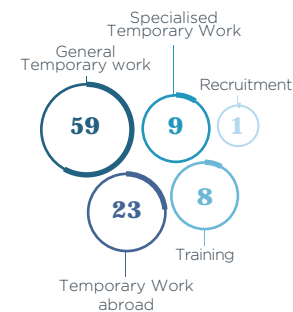 Specialised
Temporary Work
General
Temporary work
Recruitment
59
9
1
23
8
Training
Temporary Work
abroad